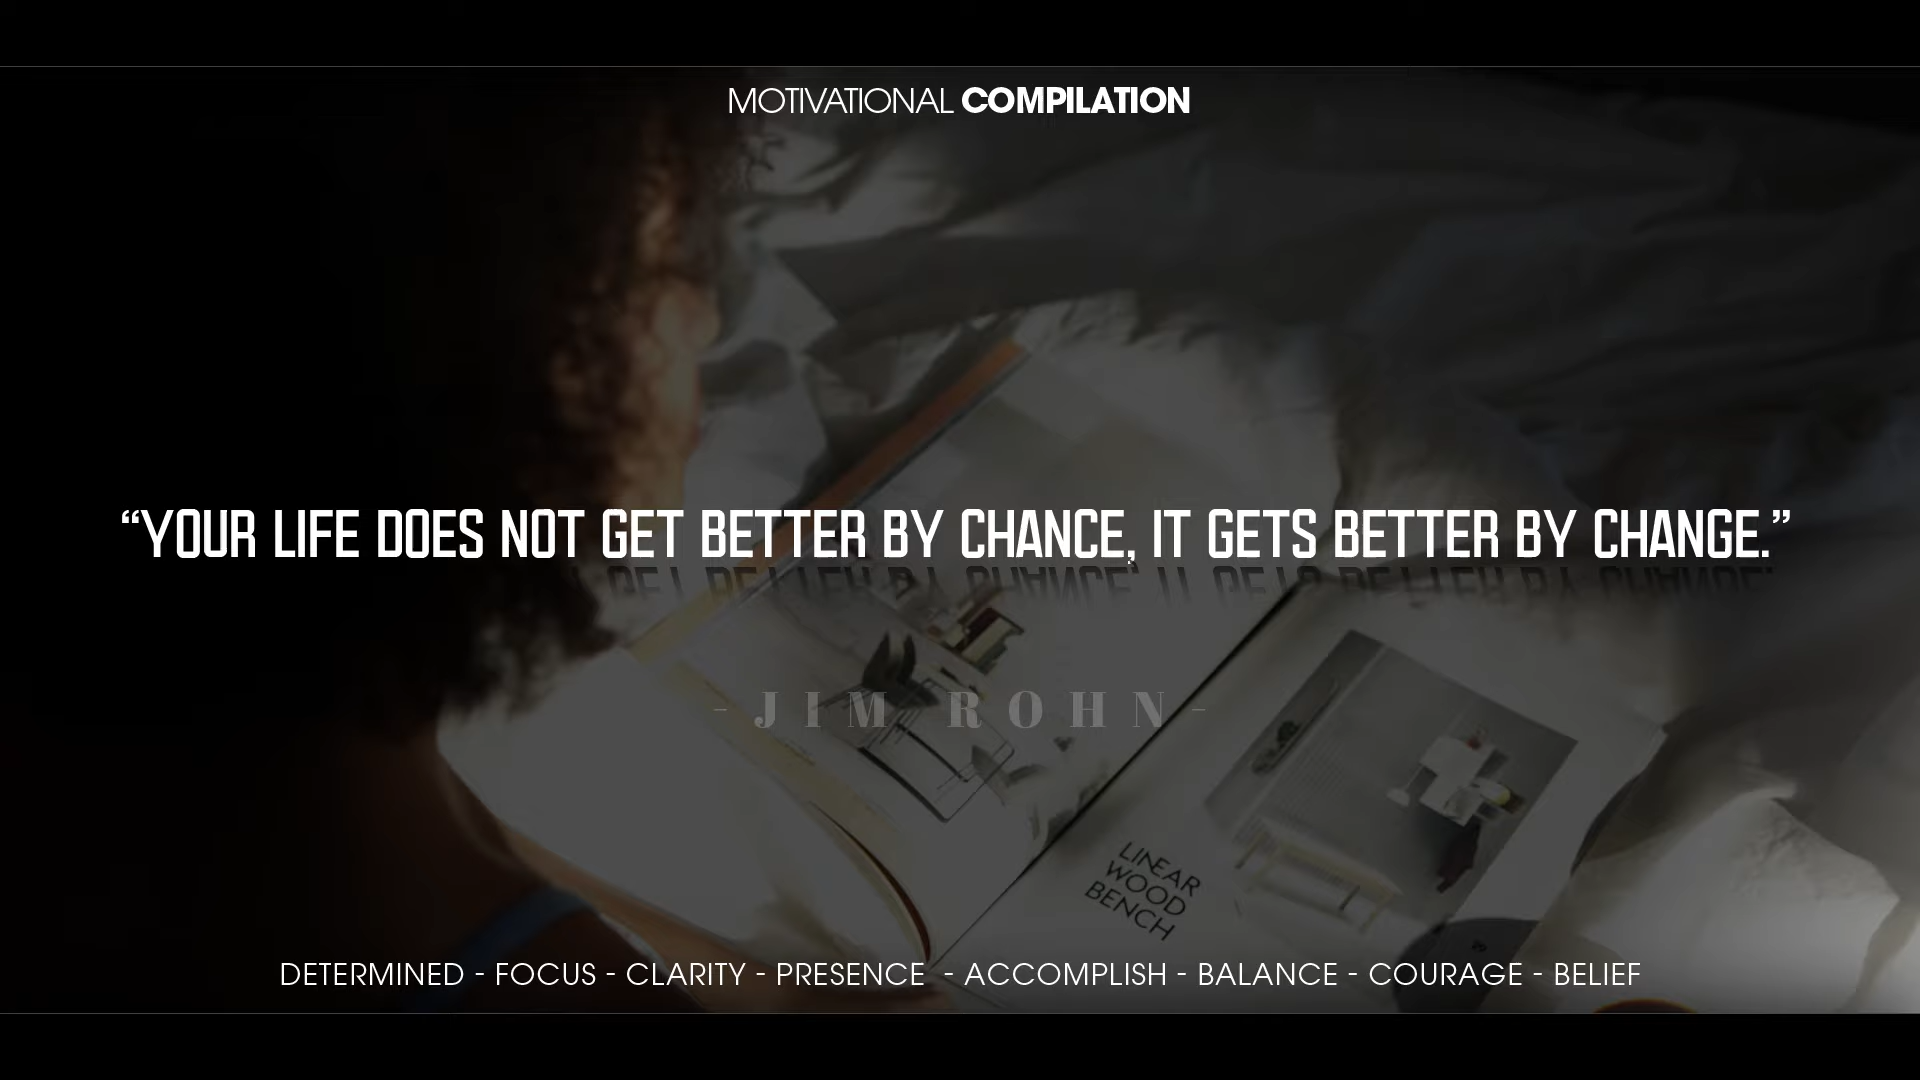 MOTIVATIONAL COMPILATION
“YOUR LIFE DOES NOT GET BETTER BY CHANCE, IT GETS BETTER BY CHANGE.”
- JIM ROHN -
LINEAR
WOOD
BENCH
DETERMINED - FOCUS - CLARITY - PRESENCE - ACCOMPLISH - BALANCE - COURAGE - BELIEF